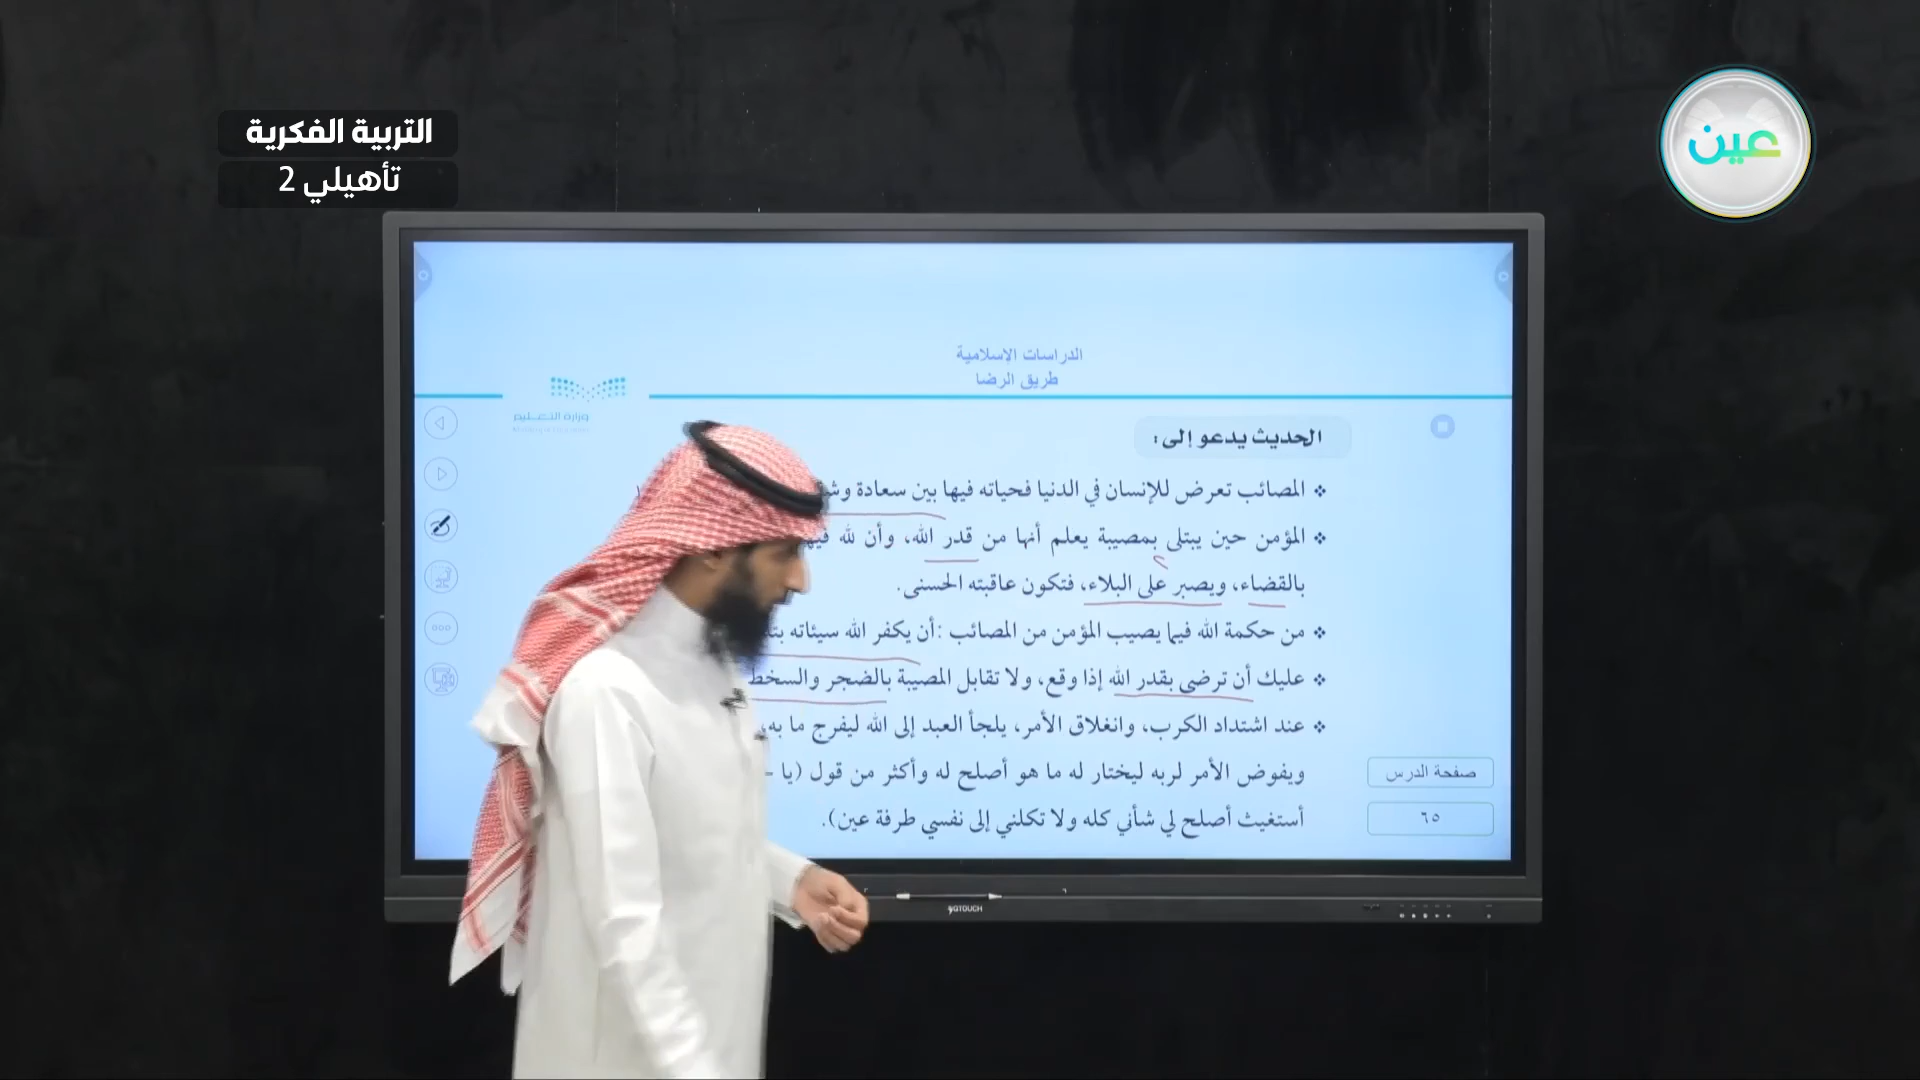 التربية الفكرية
تأهيلي 2
عين
الدراسات الإسلامية
طريق الرضا
وزارة التعليم
الحديث يدعو إلى:
المصائب تعرض للإنسان في الدنيا فحياته فيها بين سعادة
المؤمن حين يبتلى بمصيبة يعلم أنها من قدر الله، وأن لله
بالقضاء، ويصبر على البلاء، فتكون عاقبته الحسنى.
من حكمة الله فيما يصيب المؤمن من المصائب :أن يكفر الله سيئاته
عليك أن ترضى بقدر الله إذا وقع، ولا تقابل المصيبة بالضجر والسخط
عند اشتداد الكرب، وانغلاق الأمر، يلجأ العبد إلى الله ليفرج ما به،
ويفوض الأمر لربه ليختار له ما هو أصلح له وأكثر من قول (يا
أستغيث أصلح لي شأني كله ولا تكلني إلى نفسي طرفة عين).
صفحة الدرس
٦٥
QTOUCH